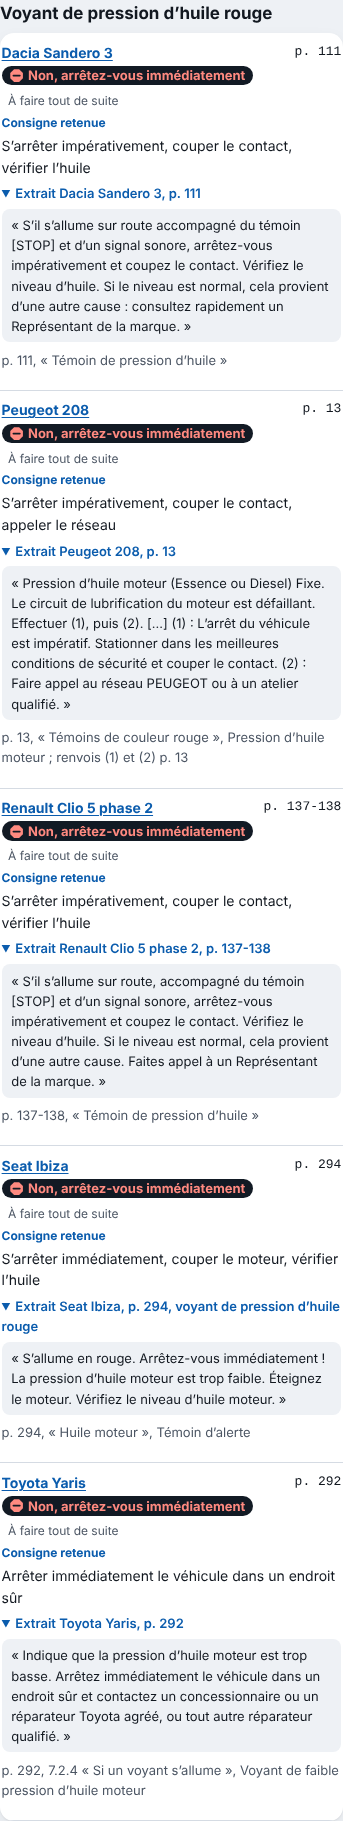 Voyant de pression d’huile rouge
Dacia Sandero 3
p. 111
Non, arrêtez-vous immédiatement
À faire tout de suite
Consigne retenue
S’arrêter impérativement, couper le contact,
vérifier l’huile
▼ Extrait Dacia Sandero 3, p. 111
« S’il s’allume sur route accompagné du témoin
[STOP] et d’un signal sonore, arrêtez-vous
impérativement et coupez le contact. Vérifiez le
niveau d’huile. Si le niveau est normal, cela provient
d’une autre cause : consultez rapidement un
Représentant de la marque. »
p. 111, « Témoin de pression d’huile »
Peugeot 208
p. 13
Non, arrêtez-vous immédiatement
À faire tout de suite
Consigne retenue
S’arrêter impérativement, couper le contact,
appeler le réseau
▼ Extrait Peugeot 208, p. 13
« Pression d’huile moteur (Essence ou Diesel) Fixe.
Le circuit de lubrification du moteur est défaillant.
Effectuer (1), puis (2). [...] (1) : L’arrêt du véhicule
est impératif. Stationner dans les meilleures
conditions de sécurité et couper le contact. (2) :
Faire appel au réseau PEUGEOT ou à un atelier
qualifié. »
p. 13, « Témoins de couleur rouge », Pression d’huile
moteur ; renvois (1) et (2) p. 13
Renault Clio 5 phase 2
p. 137-138
Non, arrêtez-vous immédiatement
À faire tout de suite
Consigne retenue
S’arrêter impérativement, couper le contact,
vérifier l’huile
▼ Extrait Renault Clio 5 phase 2, p. 137-138
« S’il s’allume sur route, accompagné du témoin
[STOP] et d’un signal sonore, arrêtez-vous
impérativement et coupez le contact. Vérifiez le
niveau d’huile. Si le niveau est normal, cela provient
d’une autre cause. Faites appel à un Représentant
de la marque. »
p. 137-138, « Témoin de pression d’huile »
Seat Ibiza
p. 294
Non, arrêtez-vous immédiatement
À faire tout de suite
Consigne retenue
S’arrêter immédiatement, couper le moteur, vérifier
l’huile
▼ Extrait Seat Ibiza, p. 294, voyant de pression d’huile
rouge
« S’allume en rouge. Arrêtez-vous immédiatement !
La pression d’huile moteur est trop faible. Éteignez
le moteur. Vérifiez le niveau d’huile moteur. »
p. 294, « Huile moteur », Témoin d’alerte
Toyota Yaris
p. 292
Non, arrêtez-vous immédiatement
À faire tout de suite
Consigne retenue
Arrêter immédiatement le véhicule dans un endroit
sûr
▼ Extrait Toyota Yaris, p. 292
« Indique que la pression d’huile moteur est trop
basse. Arrêtez immédiatement le véhicule dans un
endroit sûr et contactez un concessionnaire ou un
réparateur Toyota agréé, ou tout autre réparateur
qualifié. »
p. 292, 7.2.4 « Si un voyant s’allume », Voyant de faible
pression d’huile moteur